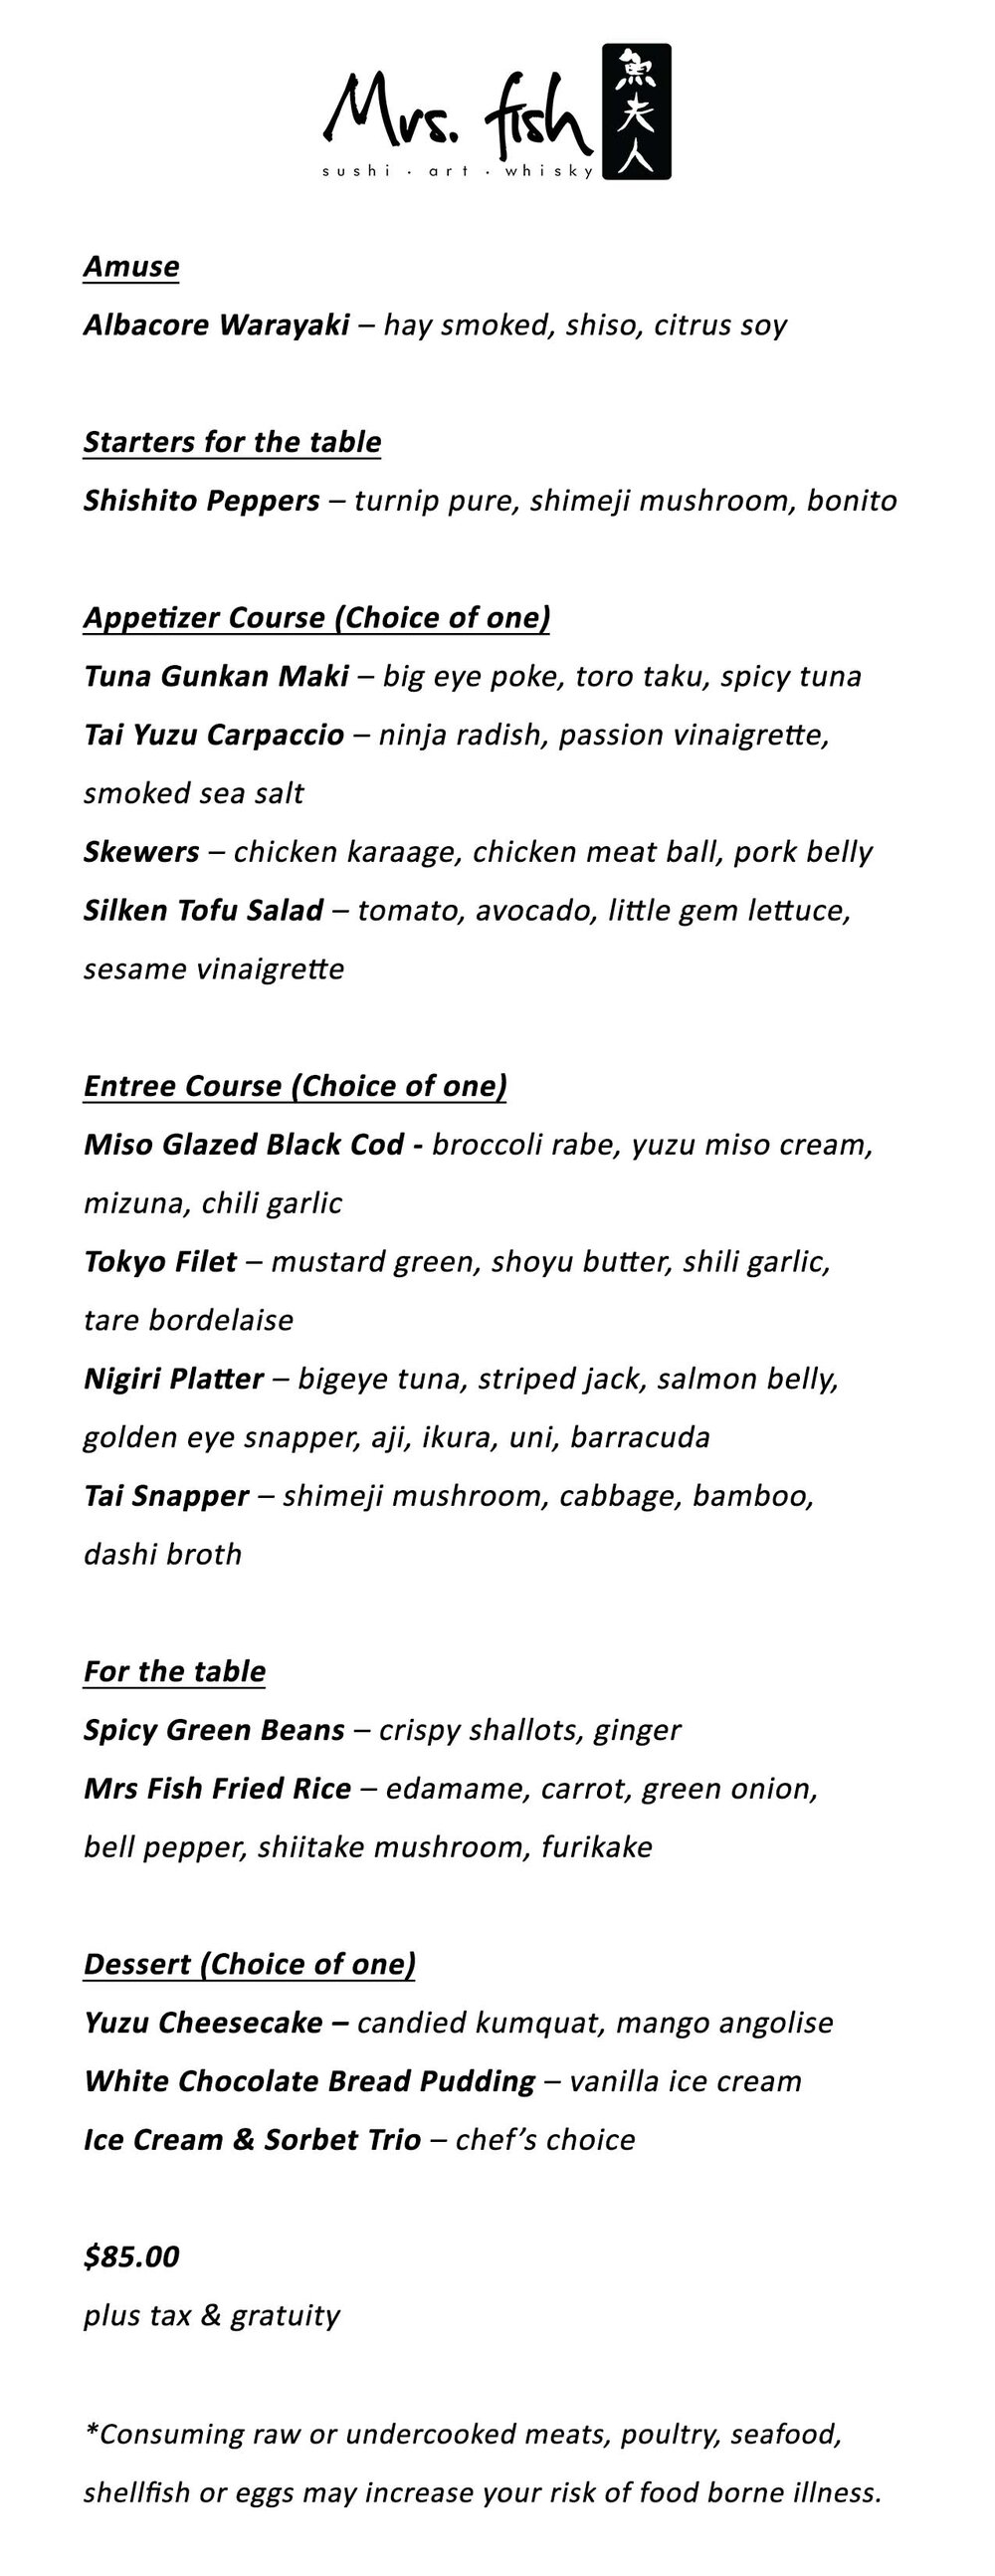 Mrs. fish
魚夫人
sushi . art . whisky
Amuse
Albacore Warayaki – hay smoked, shiso, citrus soy
Starters for the table
Shishito Peppers – turnip pure, shimeji mushroom, bonito
Appetizer Course (Choice of one)
Tuna Gunkan Maki – big eye poke, toro taku, spicy tuna
Tai Yuzu Carpaccio – ninja radish, passion vinaigrette,
smoked sea salt
Skewers – chicken karaage, chicken meat ball, pork belly
Silken Tofu Salad – tomato, avocado, little gem lettuce,
sesame vinaigrette
Entree Course (Choice of one)
Miso Glazed Black Cod - broccoli rabe, yuzu miso cream,
mizuna, chili garlic
Tokyo Filet – mustard green, shoyu butter, shili garlic,
tare bordelaise
Nigiri Platter – bigeye tuna, striped jack, salmon belly,
golden eye snapper, aji, ikura, uni, barracuda
Tai Snapper – shimeji mushroom, cabbage, bamboo,
dashi broth
For the table
Spicy Green Beans – crispy shallots, ginger
Mrs Fish Fried Rice – edamame, carrot, green onion,
bell pepper, shiitake mushroom, furikake
Dessert (Choice of one)
Yuzu Cheesecake – candied kumquat, mango angolise
White Chocolate Bread Pudding – vanilla ice cream
Ice Cream & Sorbet Trio – chef’s choice
$85.00
plus tax & gratuity
*Consuming raw or undercooked meats, poultry, seafood,
shellfish or eggs may increase your risk of food borne illness.